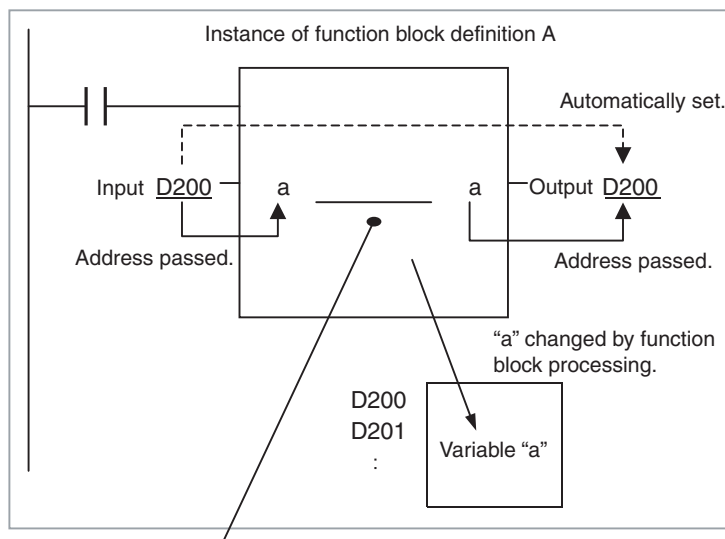 Instance of function block definition A
Automatically set.
Input D200
a
a
Output D200
Address passed.
Address passed.
“a” changed by function
block processing.
D200
D201
:
Variable “a”